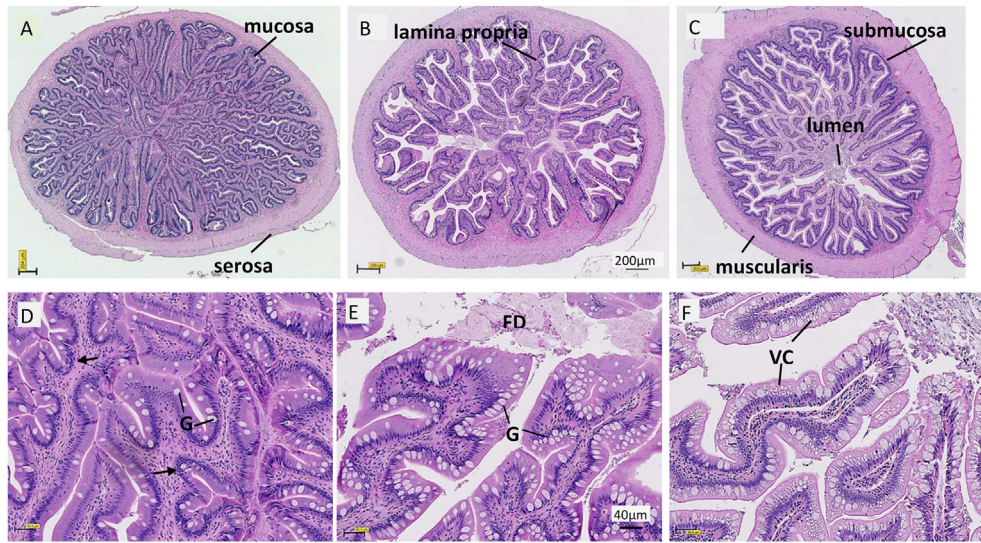 A
mucosa
serosa
B
lamina propria
200μm
C
submucosa
lumen
muscularis
D
G
E
FD
G
40μm
F
VC